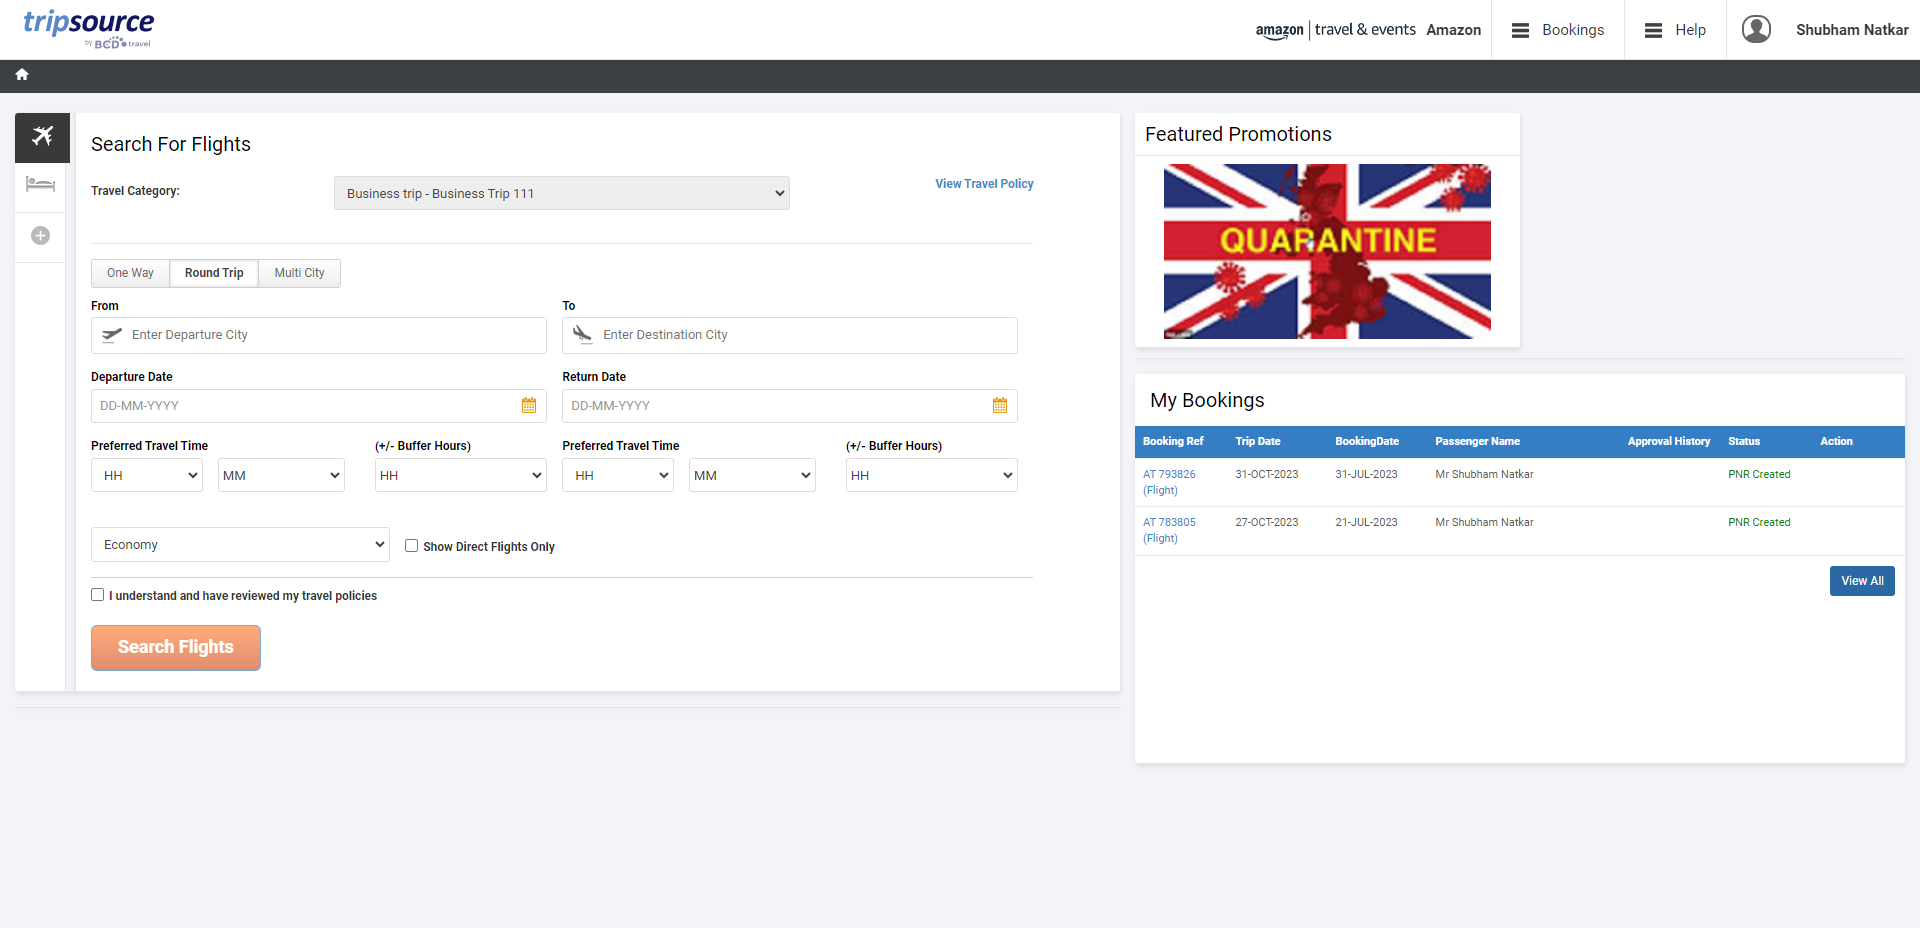 tripsource
by BCD travel
amazon | travel & events Amazon
Bookings
Help
Shubham Natkar
Search For Flights
Travel Category:
Business trip - Business Trip 111
View Travel Policy
One Way
Round Trip
Multi City
From
To
Enter Departure City
Enter Destination City
Departure Date
Return Date
DD-MM-YYYY
DD-MM-YYYY
Preferred Travel Time
(+/- Buffer Hours)
Preferred Travel Time
(+/- Buffer Hours)
HH
MM
HH
HH
MM
HH
Economy
Show Direct Flights Only
I understand and have reviewed my travel policies
Search Flights
Featured Promotions
QUARANTINE
My Bookings
Booking Ref Trip Date BookingDate Passenger Name Approval History Status Action
AT 793826 31-OCT-2023 31-JUL-2023 Mr Shubham Natkar PNR Created
(Flight)
AT 783805 27-OCT-2023 21-JUL-2023 Mr Shubham Natkar PNR Created
(Flight)
View All